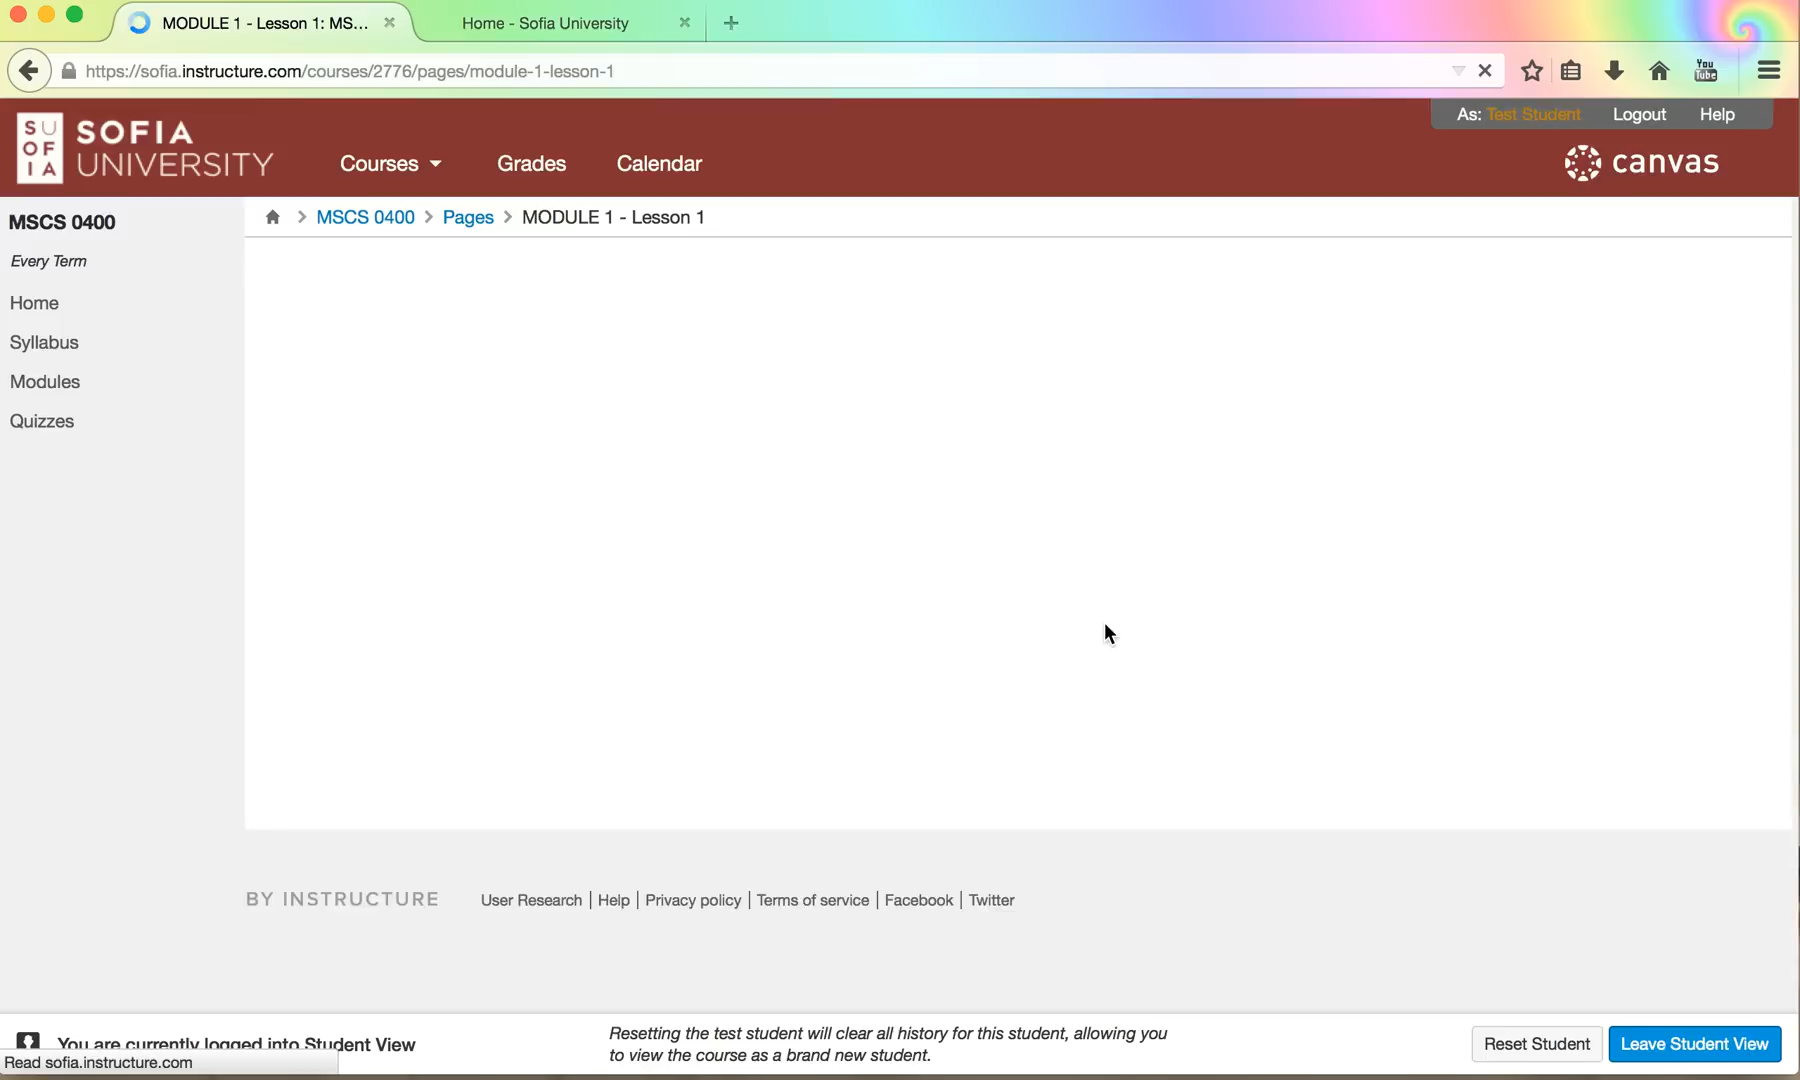 MODULE 1 - Lesson 1: MS...
Home - Sofia University
https://sofia.instructure.com/courses/2776/pages/module-1-lesson-1
You
Tube
As: Test Student Logout Help
SU
OF
IA
SOFIA
UNIVERSITY
Courses
Grades
Calendar
canvas
MSCS 0400
Every Term
Home
Syllabus
Modules
Quizzes
MSCS 0400 > Pages > MODULE 1 - Lesson 1
BY INSTRUCTURE
User Research | Help | Privacy policy | Terms of service | Facebook | Twitter
You are currently logged into Student View
Read sofia.instructure.com
Resetting the test student will clear all history for this student, allowing you
to view the course as a brand new student.
Reset Student
Leave Student View